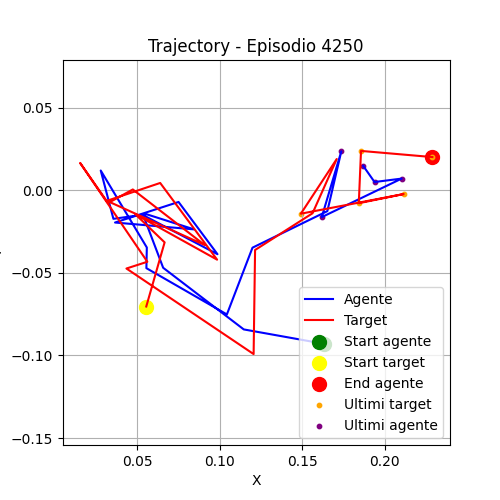 Trajectory - Episodio 4250
0.05
0.00
−0.05
−0.10
−0.15
0.05
0.10
0.15
0.20
X
Agente
Target
Start agente
Start target
End agente
Ultimi target
Ultimi agente